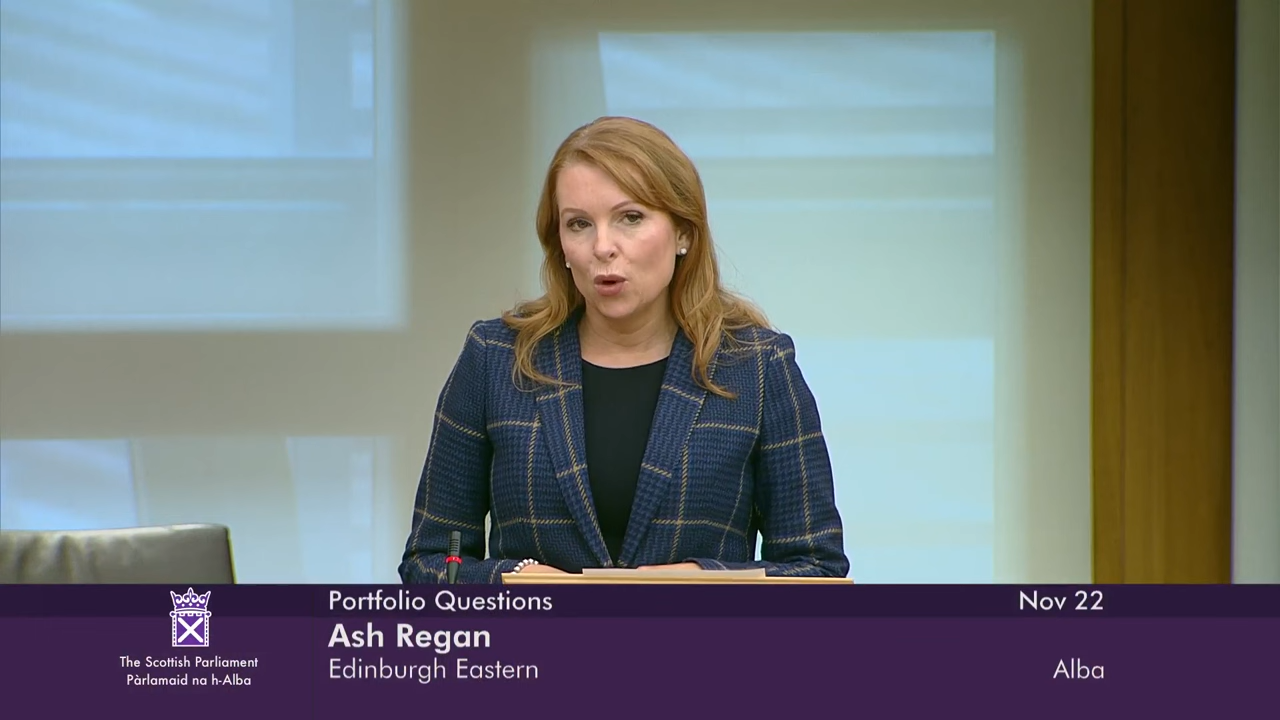 Portfolio Questions
Nov 22
Ash Regan
Edinburgh Eastern
Alba
The Scottish Parliament
Pàrlamaid na h-Alba